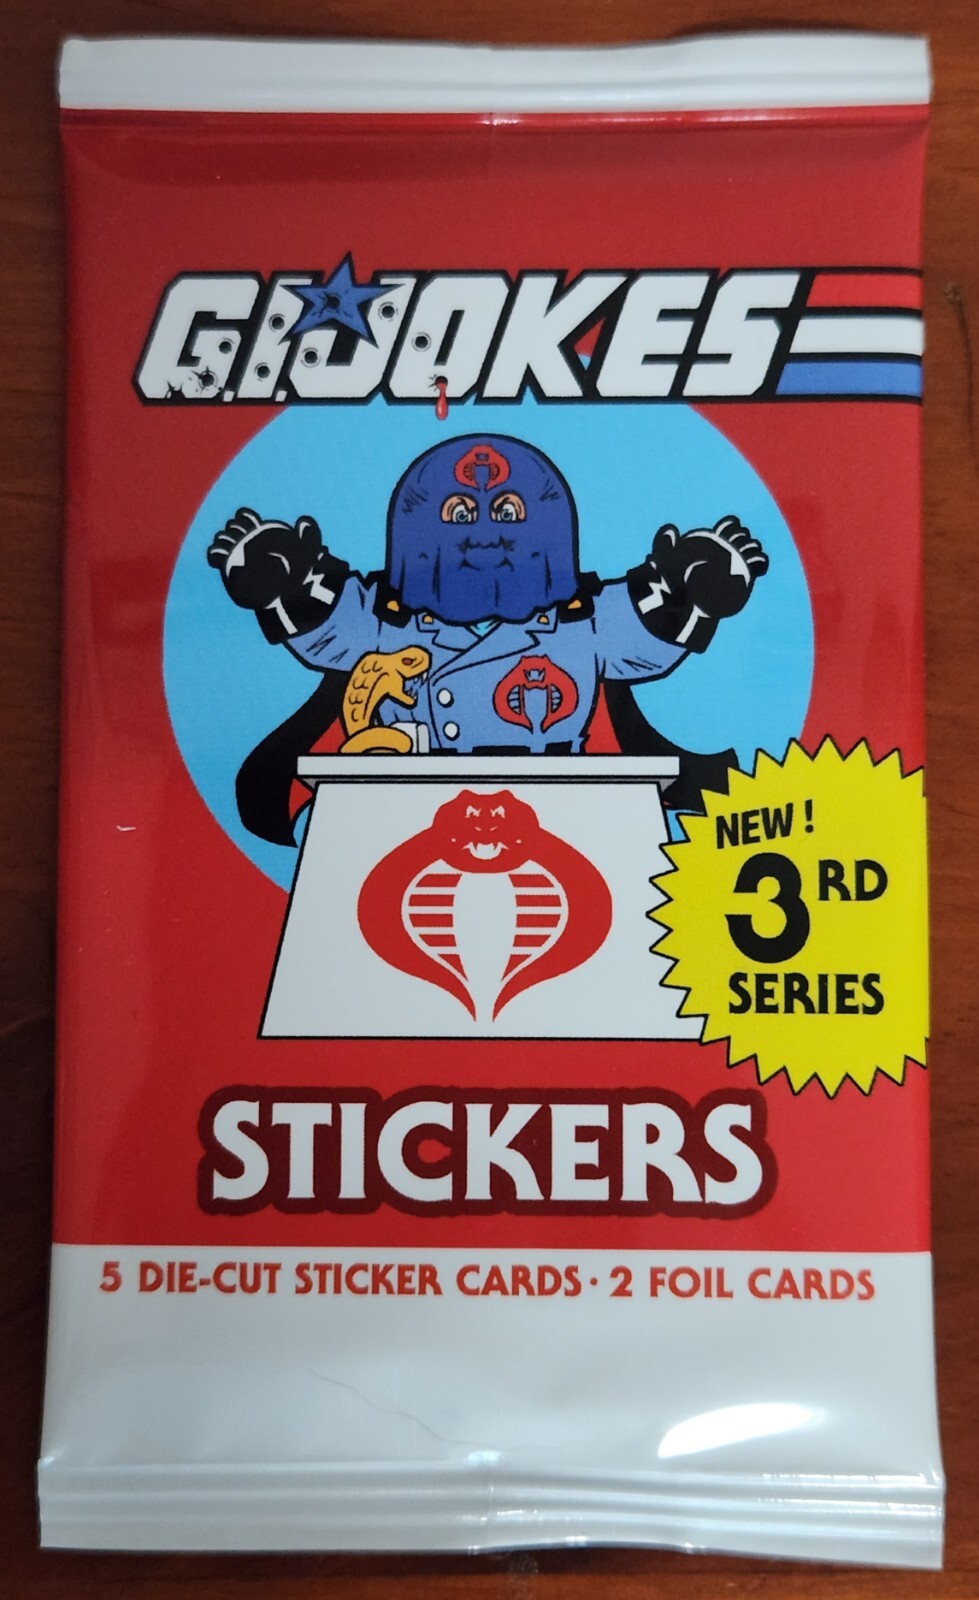 G.I. JOKES
NEW!
3RD
SERIES
STICKERS
5 DIE-CUT STICKER CARDS · 2 FOIL CARDS